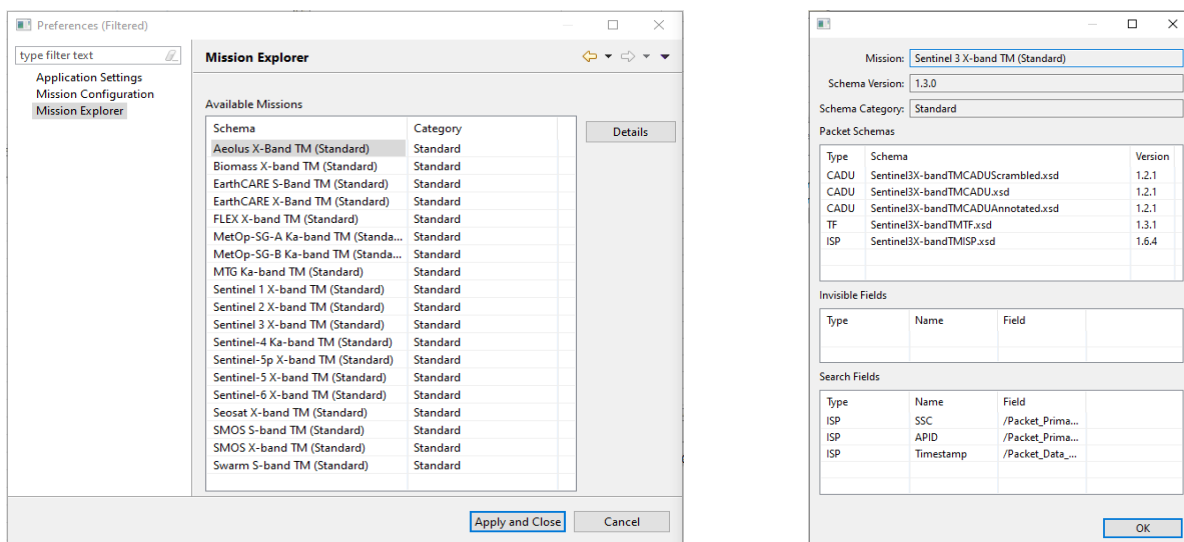 Preferences (Filtered)
type filter text
Application Settings
Mission Configuration
Mission Explorer
Mission Explorer
Available Missions
Schema Category
Aeolus X-Band TM (Standard) Standard
Biomass X-band TM (Standard) Standard
EarthCARE S-Band TM (Standard) Standard
EarthCARE X-Band TM (Standard) Standard
FLEX X-band TM (Standard) Standard
MetOp-SG-A Ka-band TM (Standa... Standard
MetOp-SG-B Ka-band TM (Standa... Standard
MTG Ka-band TM (Standard) Standard
Sentinel 1 X-band TM (Standard) Standard
Sentinel 2 X-band TM (Standard) Standard
Sentinel 3 X-band TM (Standard) Standard
Sentinel-4 Ka-band TM (Standard) Standard
Sentinel-5p X-band TM (Standard) Standard
Sentinel-5 X-band TM (Standard) Standard
Sentinel-6 X-band TM (Standard) Standard
Seosat X-band TM (Standard) Standard
SMOS S-band TM (Standard) Standard
SMOS X-band TM (Standard) Standard
Swarm S-band TM (Standard) Standard
Details
Apply and Close Cancel
Mission: Sentinel 3 X-band TM (Standard)
Schema Version: 1.3.0
Schema Category: Standard
Packet Schemas
Type Schema Version
CADU Sentinel3X-bandTMCADUScrambled.xsd 1.2.1
CADU Sentinel3X-bandTMCADU.xsd 1.2.1
CADU Sentinel3X-bandTMCADUAnnotated.xsd 1.2.1
TF Sentinel3X-bandTMTF.xsd 1.3.1
ISP Sentinel3X-bandTMISP.xsd 1.6.4
Invisible Fields
Type Name Field
Search Fields
Type Name Field
ISP SSC /Packet_Prima...
ISP APID /Packet_Prima...
ISP Timestamp /Packet_Data_...
OK